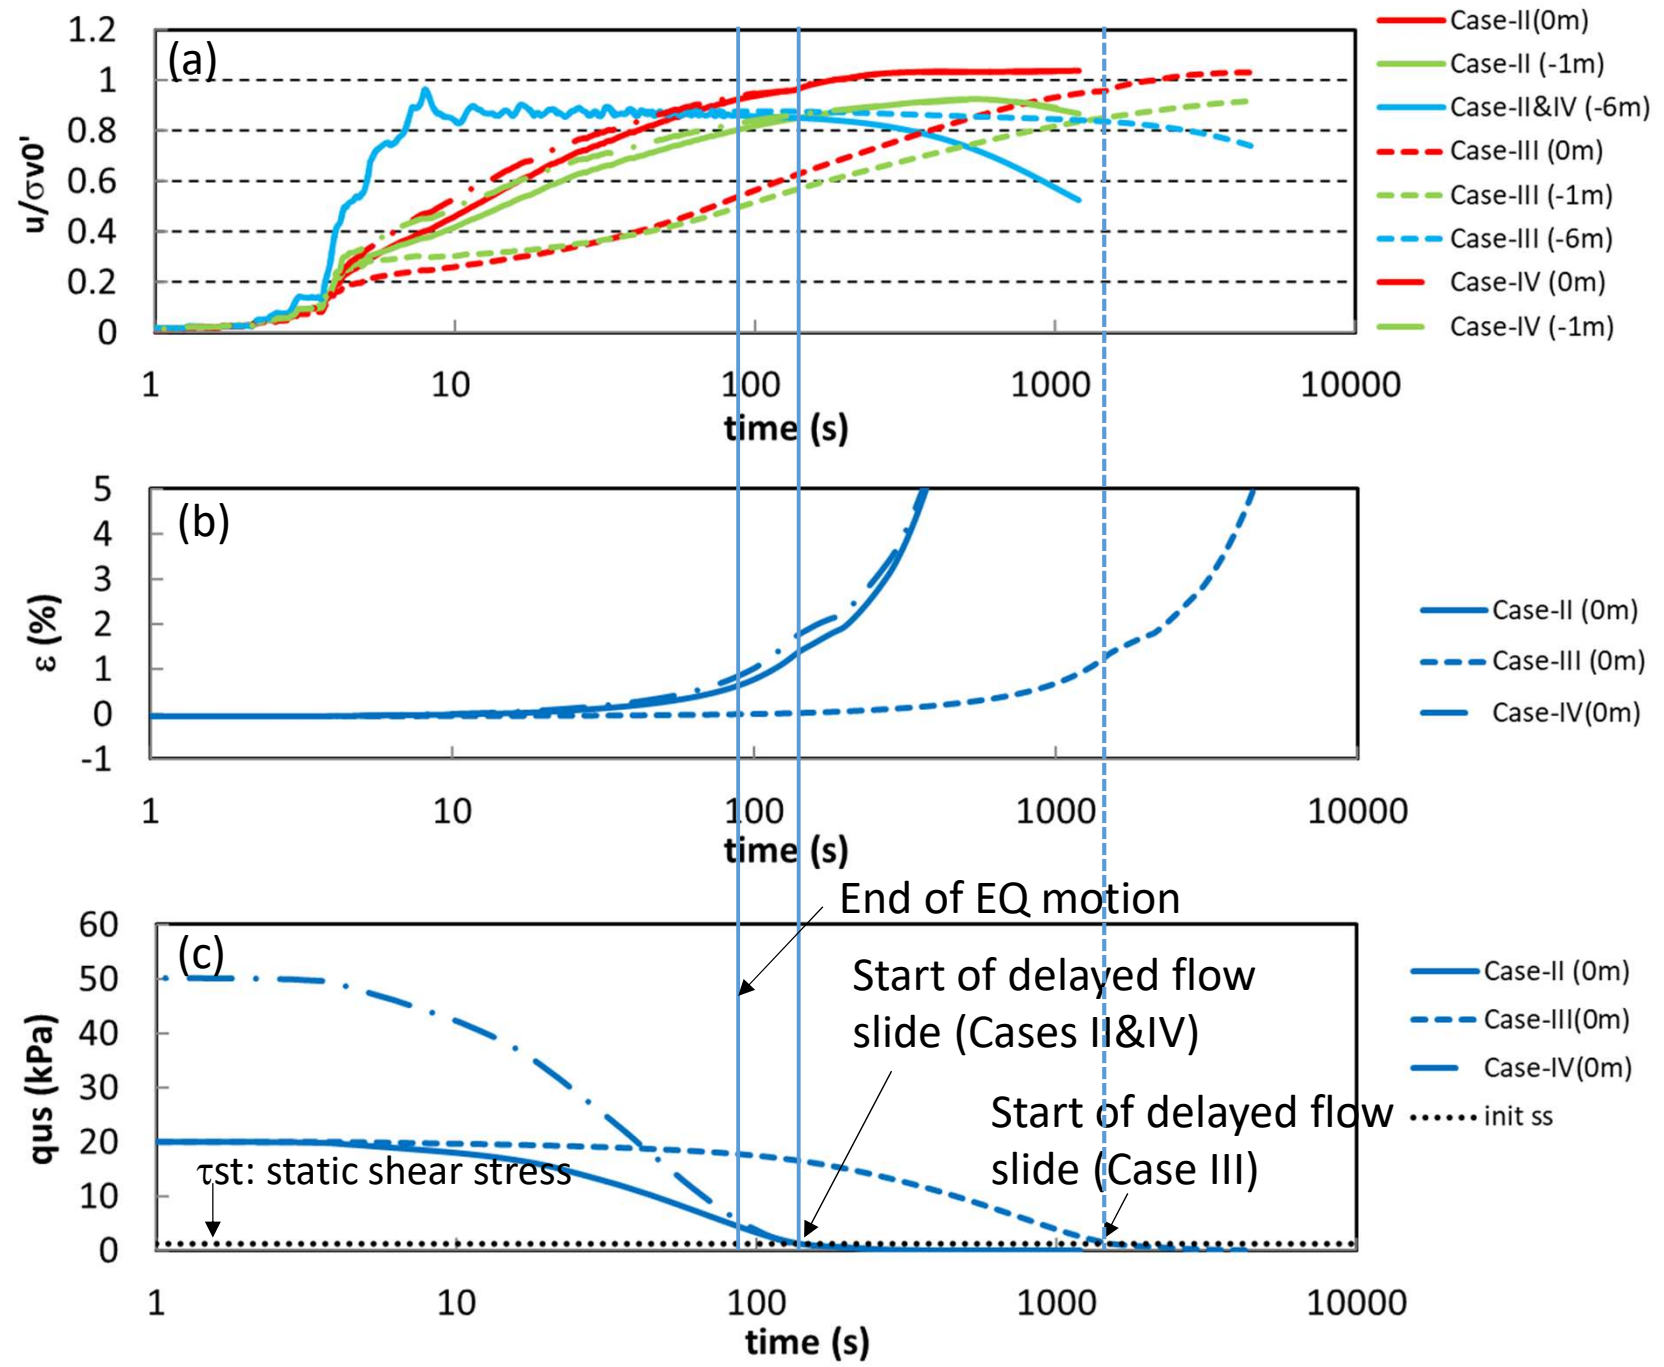 (a)
u/σv0'
1.2
1
0.8
0.6
0.4
0.2
0
1 10 100 1000 10000
time (s)
Case-II(0m)
Case-II (-1m)
Case-II&IV (-6m)
Case-III (0m)
Case-III (-1m)
Case-III (-6m)
Case-IV (0m)
Case-IV (-1m)
(b)
ε (%)
5
4
3
2
1
0
-1
1 10 100 1000 10000
time (s)
Case-II (0m)
Case-III (0m)
Case-IV(0m)
(c)
qus (kPa)
60
50
40
30
20
10
0
End of EQ motion
Start of delayed flow
slide (Cases II&IV)
Start of delayed flow
slide (Case III)
τst: static shear stress
1 10 100 1000 10000
time (s)
Case-II (0m)
Case-III(0m)
Case-IV(0m)
init ss